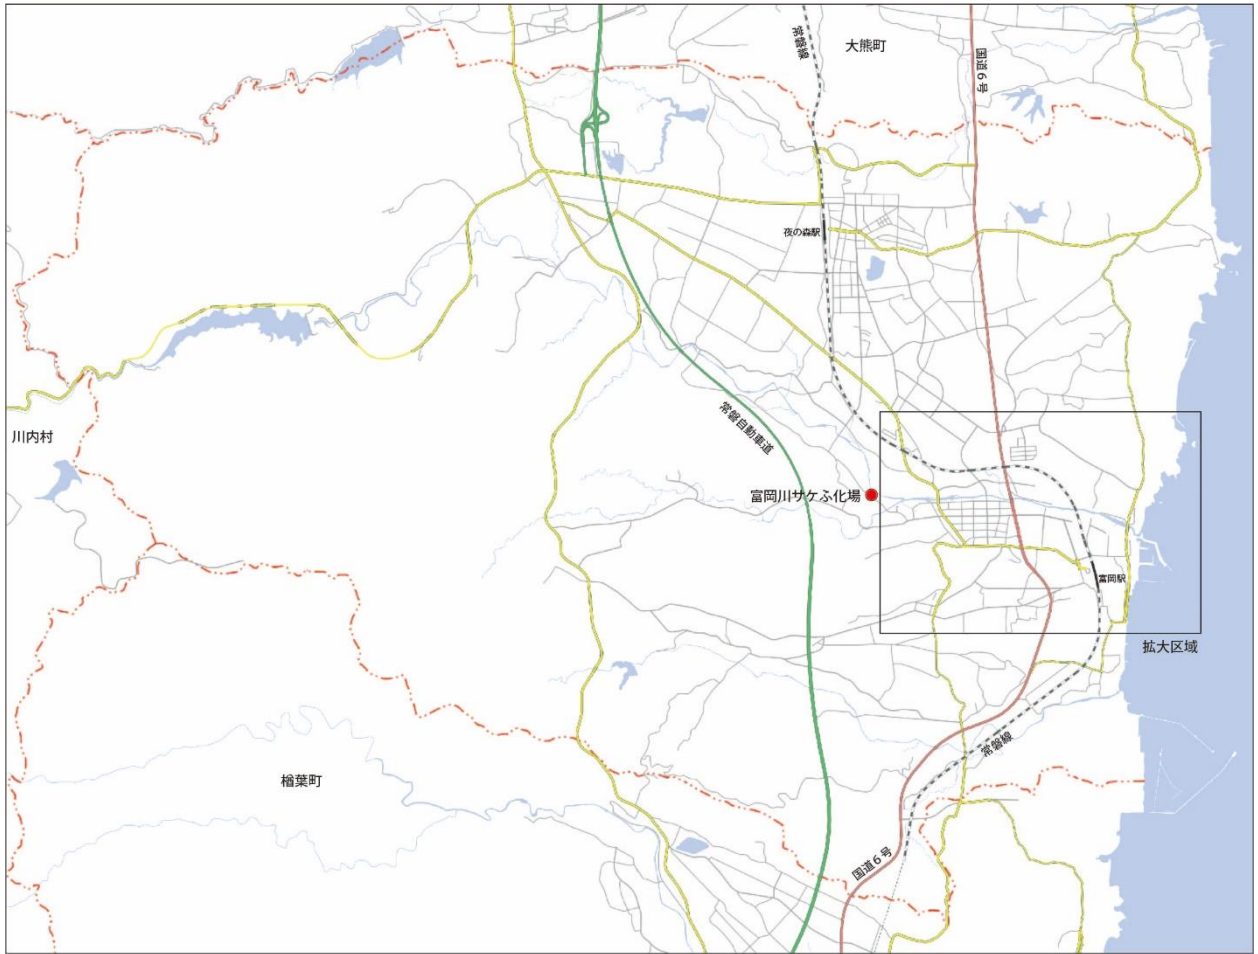 常磐線
大熊町
国道6号
夜の森駅
川内村
常磐自動車道
富岡川サケふ化場
富岡駅
拡大区域
常磐線
楢葉町
国道6号